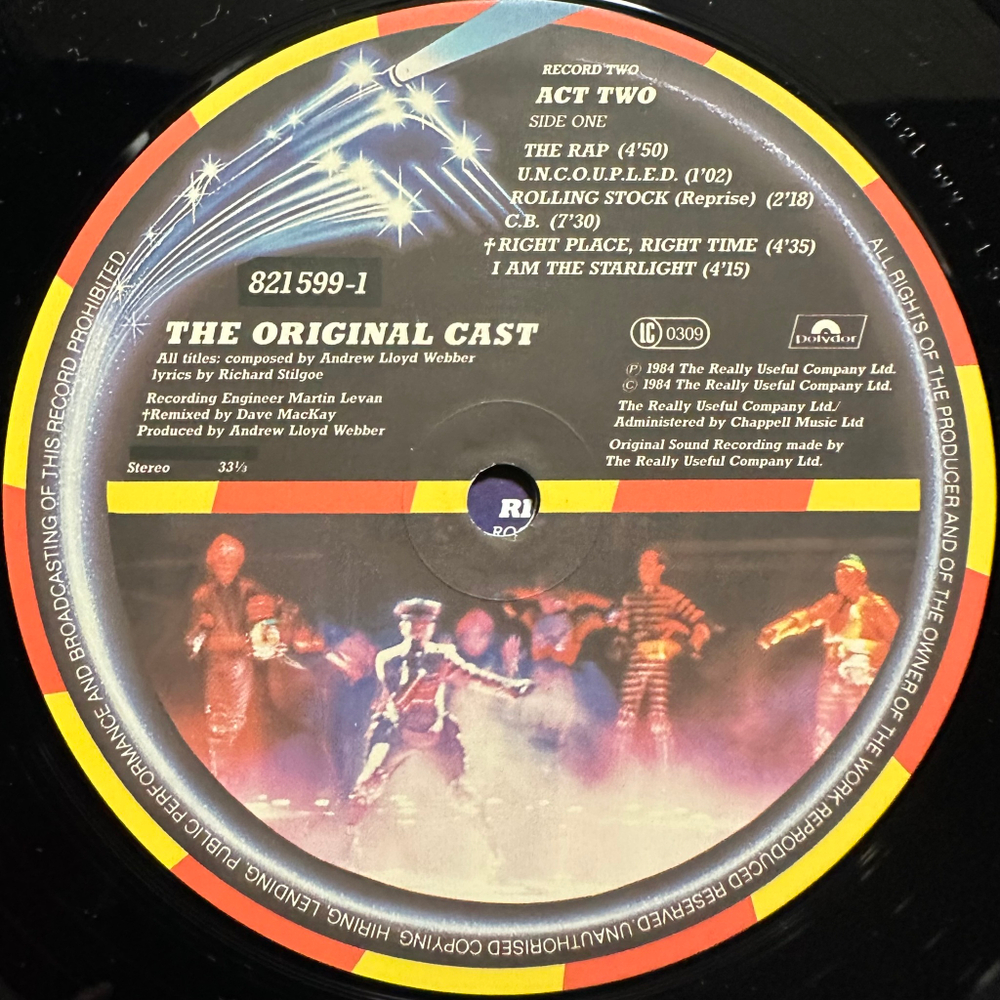 RECORD TWO
ACT TWO
SIDE ONE
THE RAP (4'50)
U.N.C.O.U.P.L.E.D. (1'02)
ROLLING STOCK (Reprise) (2'18)
C.B. (7'30)
†RIGHT PLACE, RIGHT TIME (4'35)
I AM THE STARLIGHT (4'15)
821 599-1
THE ORIGINAL CAST
All titles: composed by Andrew Lloyd Webber
lyrics by Richard Stilgoe
Recording Engineer Martin Levan
†Remixed by Dave MacKay
Produced by Andrew Lloyd Webber
Stereo 33⅓
LC 0309
polydor
Ⓟ 1984 The Really Useful Company Ltd.
© 1984 The Really Useful Company Ltd.
The Really Useful Company Ltd./
Administered by Chappell Music Ltd
Original Sound Recording made by
The Really Useful Company Ltd.
ALL RIGHTS OF THE PRODUCER AND OF THE OWNER OF THE WORK REPRODUCED RESERVED. UNAUTHORISED COPYING, HIRING, LENDING, PUBLIC PERFORMANCE AND BROADCASTING OF THIS RECORD PROHIBITED.